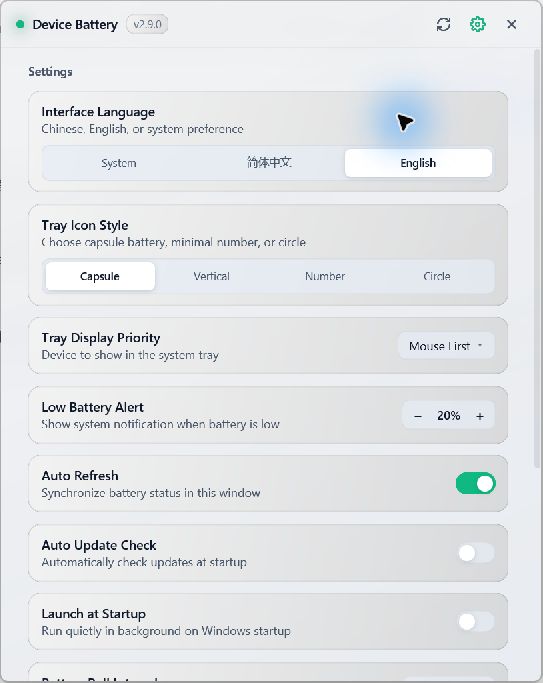 Device Battery v2.9.0
Settings
Interface Language
Chinese, English, or system preference
System 简体中文 English
Tray Icon Style
Choose capsule battery, minimal number, or circle
Capsule Vertical Number Circle
Tray Display Priority
Device to show in the system tray
Mouse First
Low Battery Alert
Show system notification when battery is low
− 20% +
Auto Refresh
Synchronize battery status in this window
Auto Update Check
Automatically check updates at startup
Launch at Startup
Run quietly in background on Windows startup